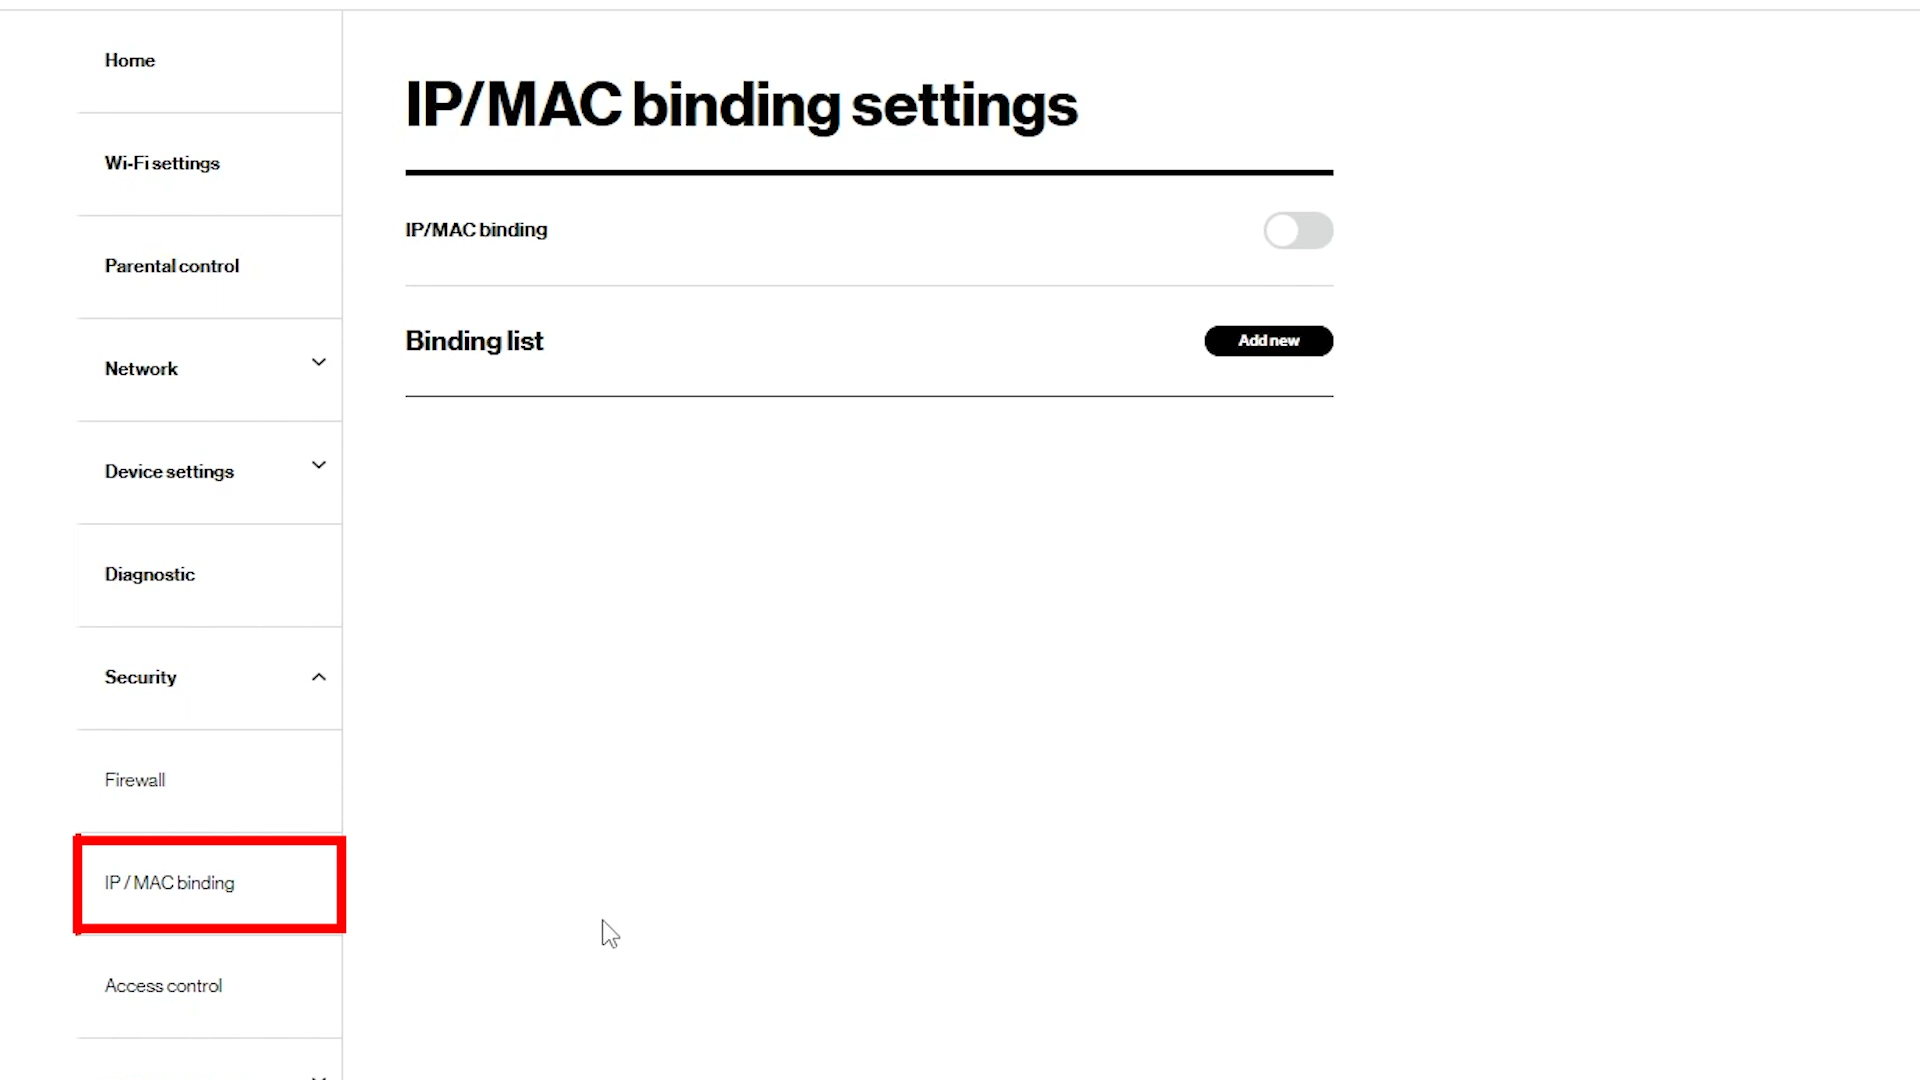 Home
Wi-Fi settings
Parental control
Network
Device settings
Diagnostic
Security
Firewall
IP / MAC binding
Access control
IP/MAC binding settings
IP/MAC binding
Binding list
Add new